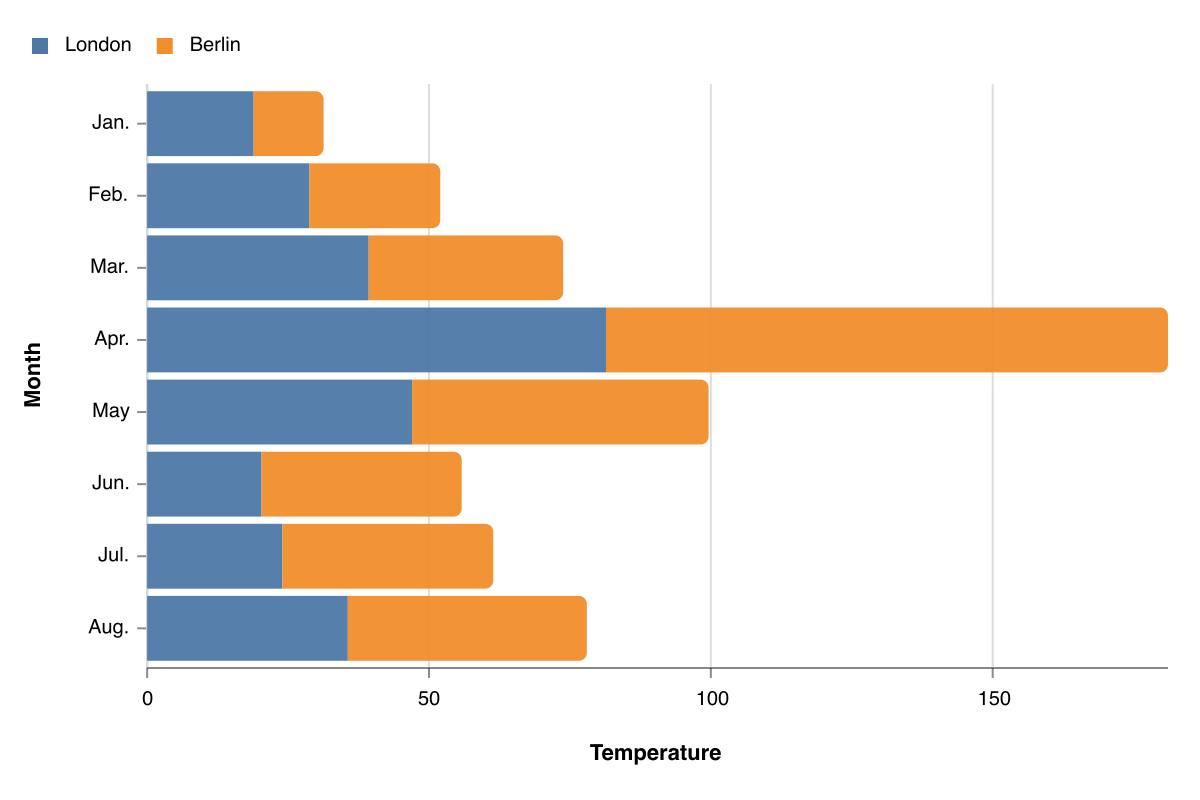 London Berlin
Jan.
Feb.
Mar.
Apr.
May
Jun.
Jul.
Aug.
Month
0 50 100 150
Temperature